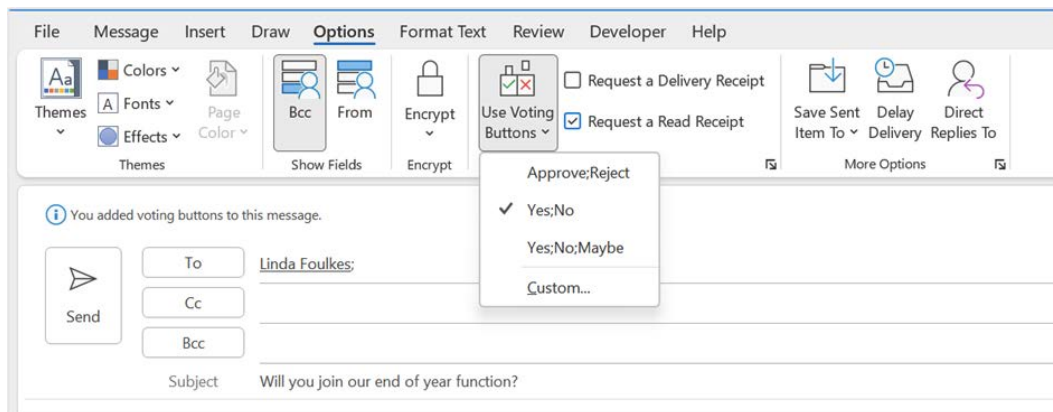 File Message Insert Draw Options Format Text Review Developer Help
Aa
Themes
Colors
A Fonts
Effects
Page
Color
Themes
Bcc
From
Show Fields
Encrypt
Encrypt
Use Voting
Buttons
Request a Delivery Receipt
Request a Read Receipt
Save Sent
Item To
Delay
Delivery
Direct
Replies To
More Options
Approve;Reject
Yes;No
Yes;No;Maybe
Custom...
i You added voting buttons to this message.
Send
To Linda Foulkes;
Cc
Bcc
Subject Will you join our end of year function?